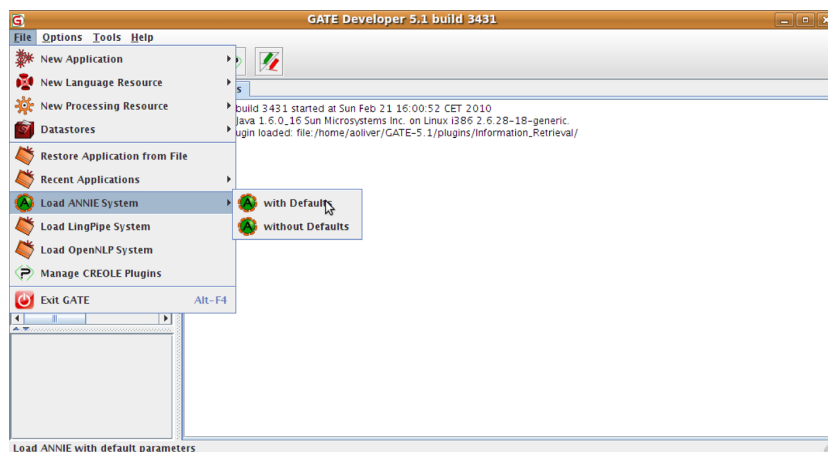 GATE Developer 5.1 build 3431
File Options Tools Help
New Application
New Language Resource
New Processing Resource
Datastores
Restore Application from File
Recent Applications
Load ANNIE System
Load LingPipe System
Load OpenNLP System
Manage CREOLE Plugins
Exit GATE Alt-F4
with Defaults
without Defaults
s
build 3431 started at Sun Feb 21 16:00:52 CET 2010
Java 1.6.0_16 Sun Microsystems Inc. on Linux i386 2.6.28-18-generic.
ugin loaded: file:/home/aoliver/GATE-5.1/plugins/Information_Retrieval/
Load ANNIE with default parameters